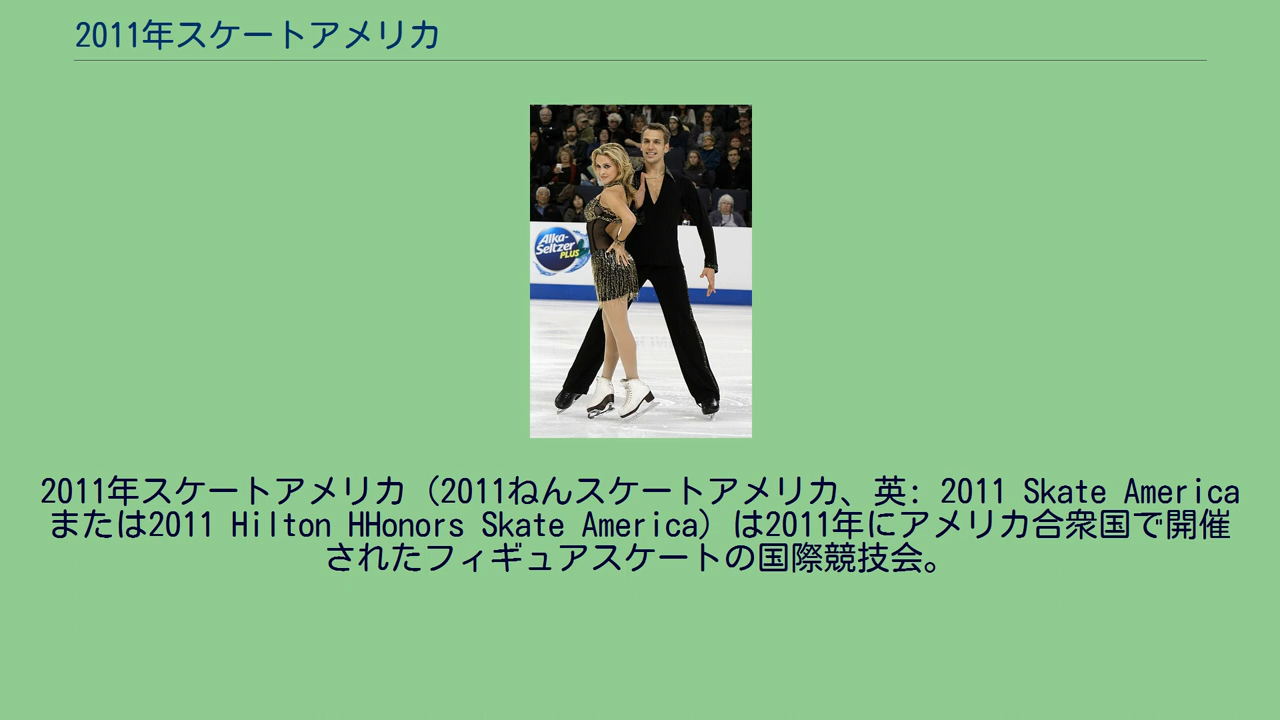 2011年スケートアメリカ
Alka-
Seltzer
PLUS
2011年スケートアメリカ（2011ねんスケートアメリカ、英: 2011 Skate America
または2011 Hilton HHonors Skate America）は2011年にアメリカ合衆国で開催
されたフィギュアスケートの国際競技会。